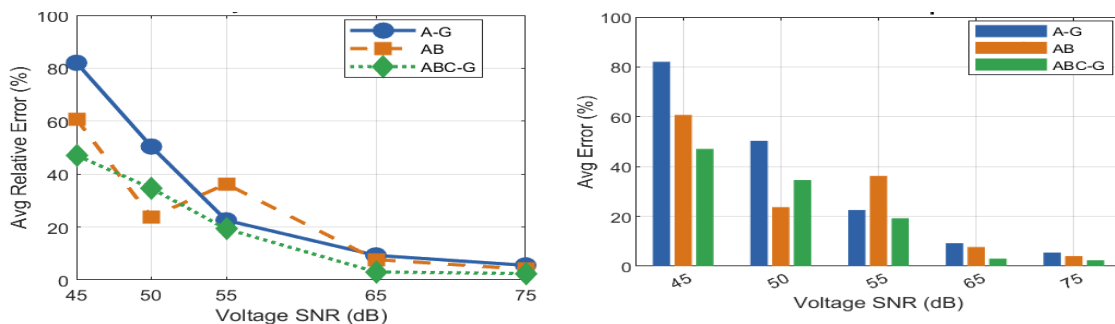 100
80
60
40
20
0
Avg Relative Error (%)
45 50 55 65 75
Voltage SNR (dB)
A-G
AB
ABC-G
100
80
60
40
20
0
Avg Error (%)
45 50 55 65 75
Voltage SNR (dB)
A-G
AB
ABC-G